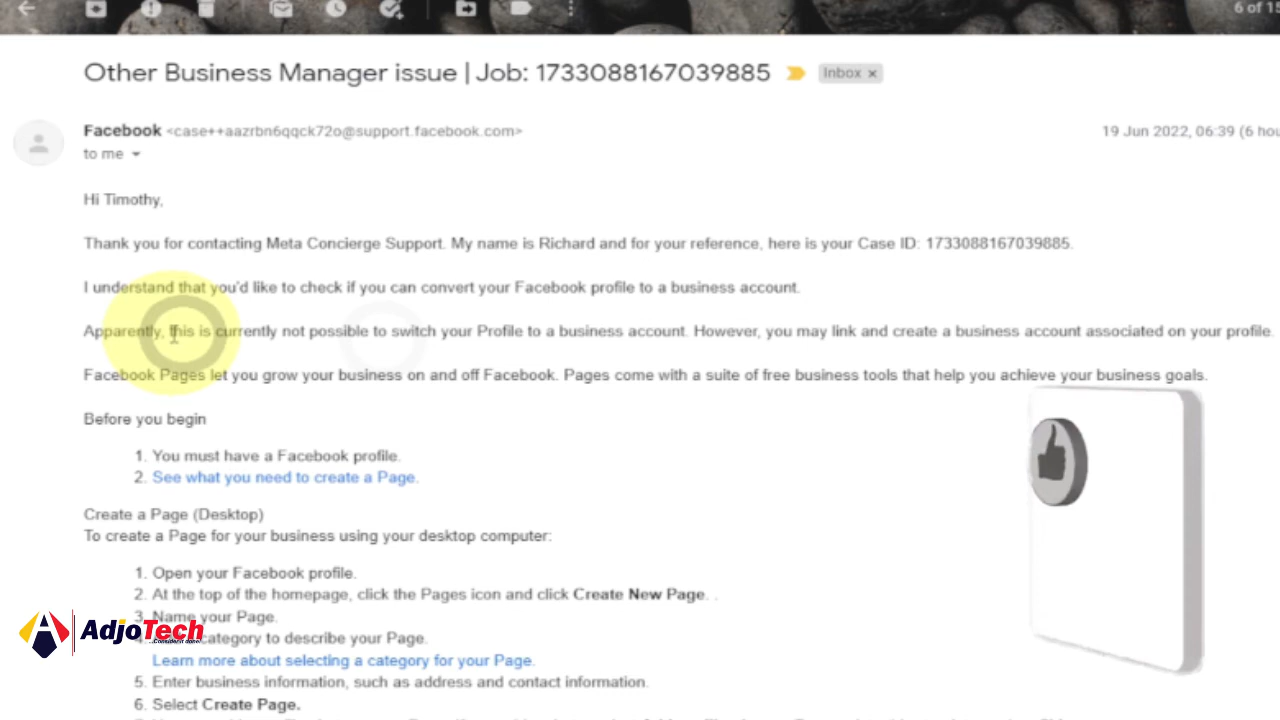 6 of 15
Other Business Manager issue | Job: 1733088167039885
Inbox ×
Facebook <case++aazrbn6qqck72o@support.facebook.com>
19 Jun 2022, 06:39 (6 hou
to me
Hi Timothy,
Thank you for contacting Meta Concierge Support. My name is Richard and for your reference, here is your Case ID: 1733088167039885.
I understand that you'd like to check if you can convert your Facebook profile to a business account.
Apparently, this is currently not possible to switch your Profile to a business account. However, you may link and create a business account associated on your profile.
Facebook Pages let you grow your business on and off Facebook. Pages come with a suite of free business tools that help you achieve your business goals.
Before you begin
1. You must have a Facebook profile.
2. See what you need to create a Page.
Create a Page (Desktop)
To create a Page for your business using your desktop computer:
1. Open your Facebook profile.
2. At the top of the homepage, click the Pages icon and click Create New Page. .
3. Name your Page.
category to describe your Page.
Learn more about selecting a category for your Page.
5. Enter business information, such as address and contact information.
6. Select Create Page.
AdjoTech
...Consider it done!